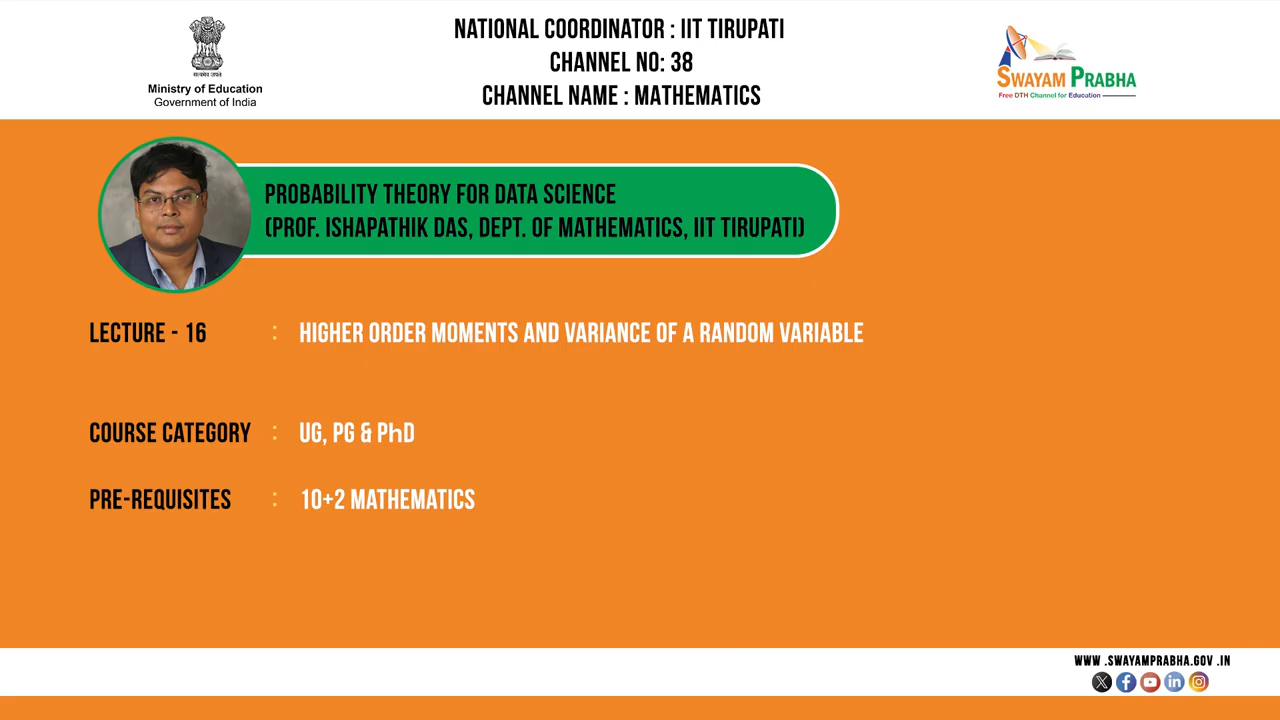 NATIONAL COORDINATOR : IIT TIRUPATI
CHANNEL NO: 38
CHANNEL NAME : MATHEMATICS
सत्यमेव जयते
Ministry of Education
Government of India
SWAYAM PRABHA
Free DTH Channel for Education
PROBABILITY THEORY FOR DATA SCIENCE
(PROF. ISHAPATHIK DAS, DEPT. OF MATHEMATICS, IIT TIRUPATI)
LECTURE - 16 : HIGHER ORDER MOMENTS AND VARIANCE OF A RANDOM VARIABLE
COURSE CATEGORY : UG, PG & PhD
PRE-REQUISITES : 10+2 MATHEMATICS
WWW .SWAYAMPRABHA.GOV .IN